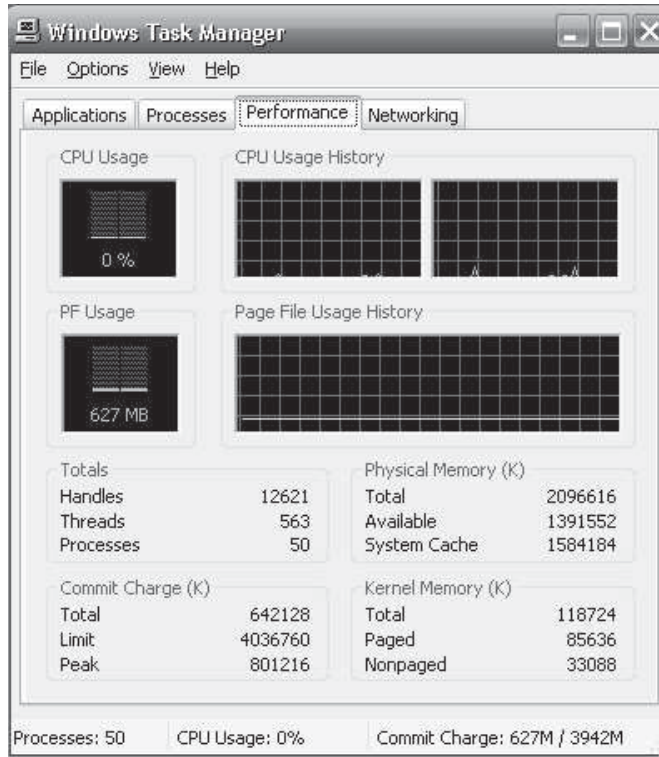 Windows Task Manager
File Options View Help
Applications Processes Performance Networking
CPU Usage
CPU Usage History
0 %
PF Usage
Page File Usage History
627 MB
Totals
Handles 12621
Threads 563
Processes 50
Physical Memory (K)
Total 2096616
Available 1391552
System Cache 1584184
Commit Charge (K)
Total 642128
Limit 4036760
Peak 801216
Kernel Memory (K)
Total 118724
Paged 85636
Nonpaged 33088
Processes: 50 CPU Usage: 0% Commit Charge: 627M / 3942M